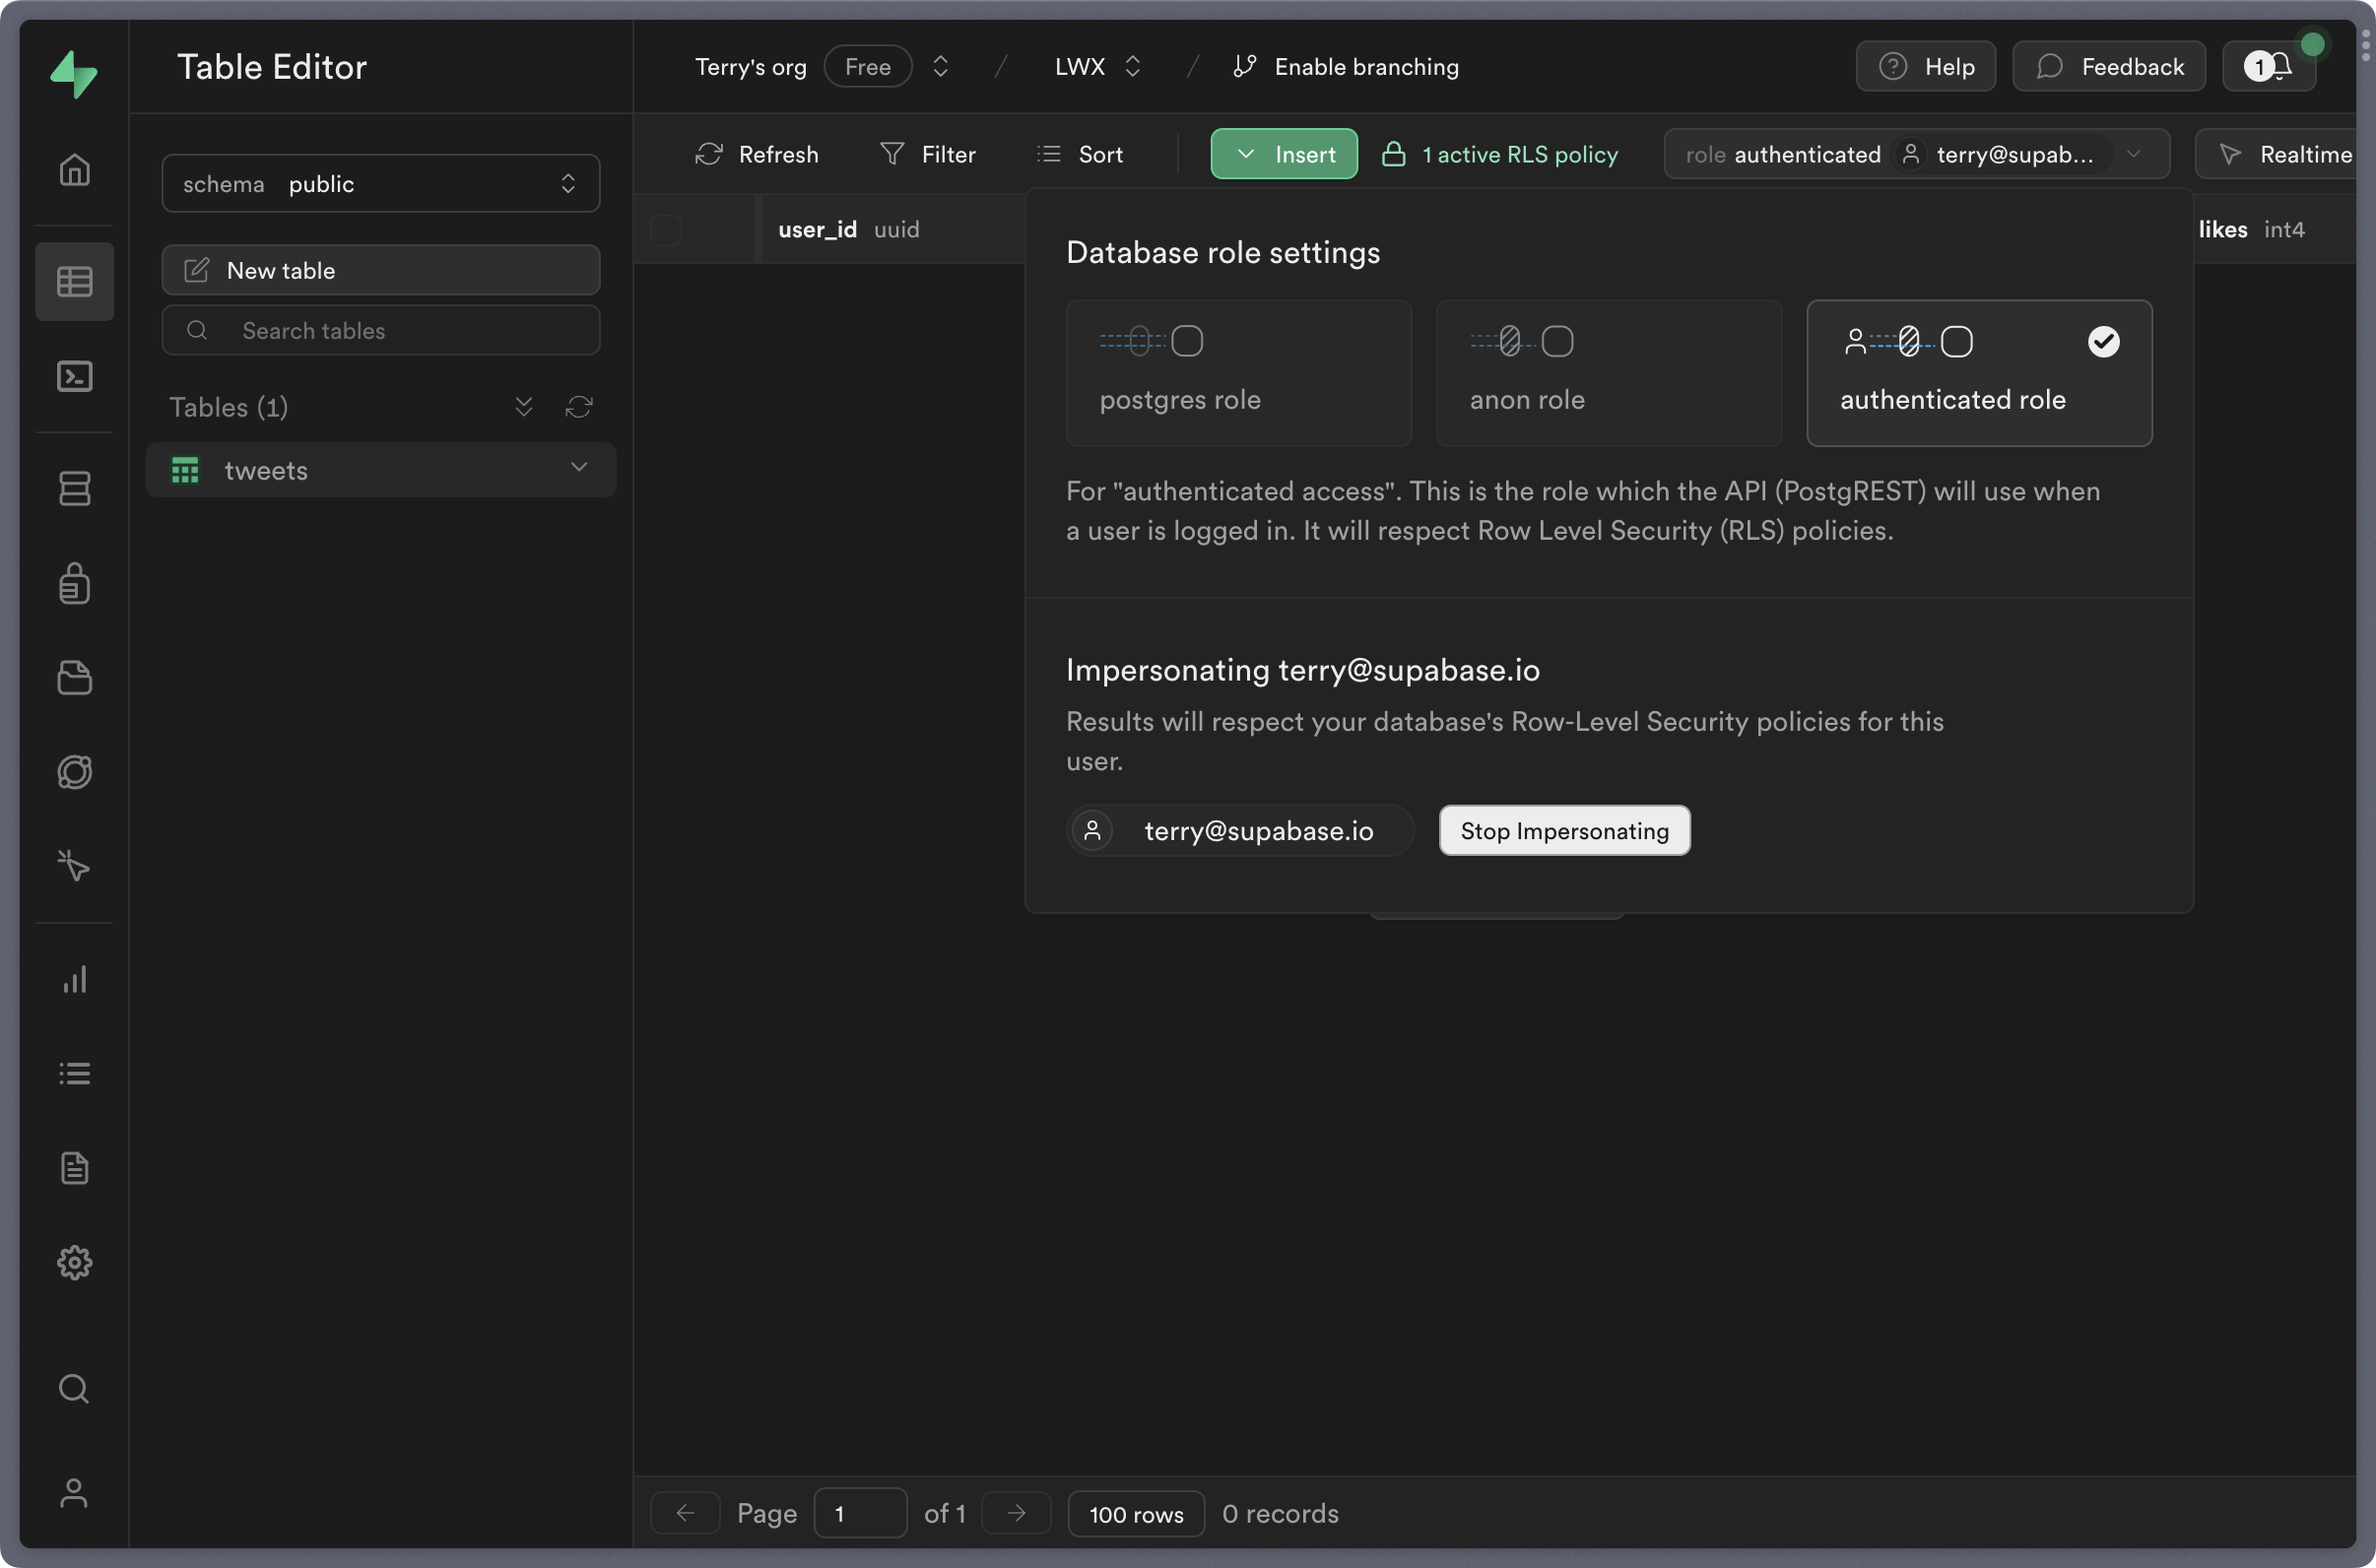 Table Editor
Terry's org Free / LWX / Enable branching
Help Feedback 1
schema public
New table
Search tables
Tables (1)
tweets
Refresh Filter Sort Insert 1 active RLS policy role authenticated terry@supab... Realtime
user_id uuid
likes int4
Database role settings
postgres role
anon role
authenticated role
For "authenticated access". This is the role which the API (PostgREST) will use when
a user is logged in. It will respect Row Level Security (RLS) policies.
Impersonating terry@supabase.io
Results will respect your database's Row-Level Security policies for this
user.
terry@supabase.io Stop Impersonating
Page 1 of 1 100 rows 0 records